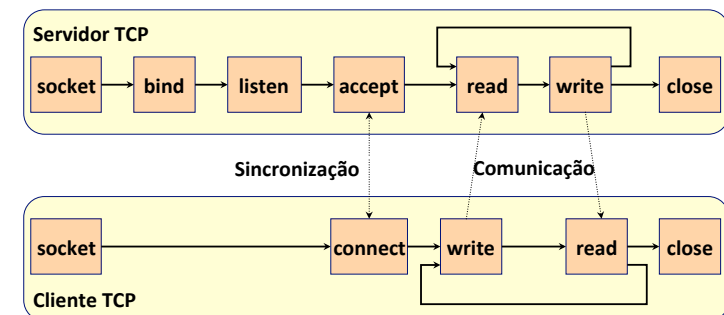 Servidor TCP
socket bind listen accept read write close
Sincronização Comunicação
socket connect write read close
Cliente TCP